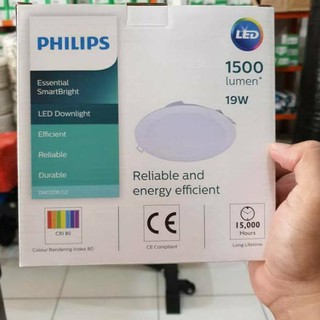 PHILIPS
Essential
SmartBright
LED Downlight
Efficient
Reliable
Durable
LED
1500
lumen*
19W
Reliable and
energy efficient
CRI 80
Colour Rendering Index 80
CE
CE Compliant
15,000
Hours
Long Lifetime